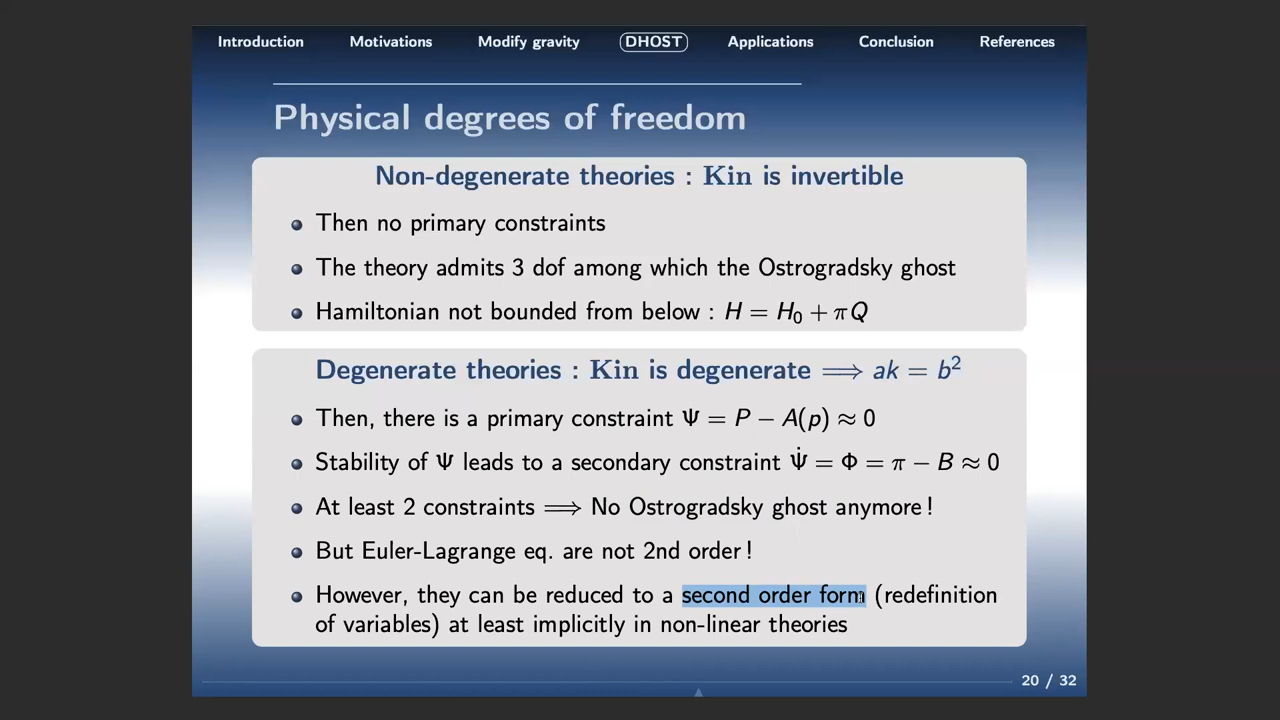 Introduction Motivations Modify gravity DHOST Applications Conclusion References
Physical degrees of freedom
Non-degenerate theories : Kin is invertible
Then no primary constraints
The theory admits 3 dof among which the Ostrogradsky ghost
Hamiltonian not bounded from below : H = H₀ + πQ
Degenerate theories : Kin is degenerate ⟹ ak = b²
Then, there is a primary constraint Ψ = P − A(p) ≈ 0
Stability of Ψ leads to a secondary constraint Ψ̇ = Φ = π − B ≈ 0
At least 2 constraints ⟹ No Ostrogradsky ghost anymore !
But Euler-Lagrange eq. are not 2nd order !
However, they can be reduced to a second order form (redefinition
of variables) at least implicitly in non-linear theories
20 / 32